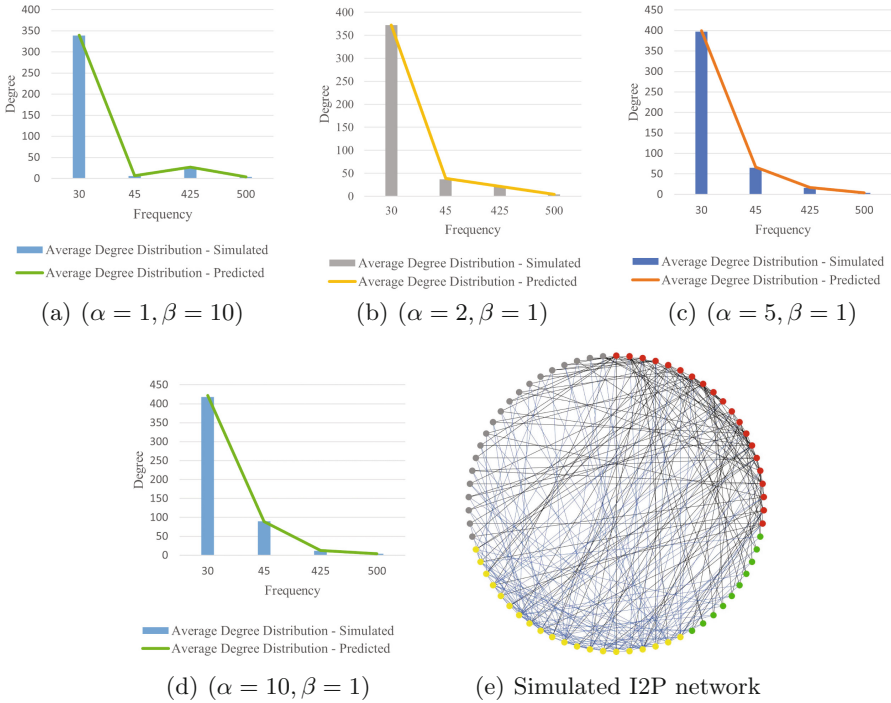 400
350
300
250
200
150
100
50
0
Degree
30 45 425 500
Frequency
Average Degree Distribution - Simulated
Average Degree Distribution - Predicted
(a) (α = 1, β = 10)
400
350
300
250
200
150
100
50
0
Degree
30 45 425 500
Frequency
Average Degree Distribution - Simulated
Average Degree Distribution - Predicted
(b) (α = 2, β = 1)
450
400
350
300
250
200
150
100
50
0
Degree
30 45 425 500
Frequency
Average Degree Distribution - Simulated
Average Degree Distribution - Predicted
(c) (α = 5, β = 1)
450
400
350
300
250
200
150
100
50
0
Degree
30 45 425 500
Frequency
Average Degree Distribution - Simulated
Average Degree Distribution - Predicted
(d) (α = 10, β = 1)
(e) Simulated I2P network